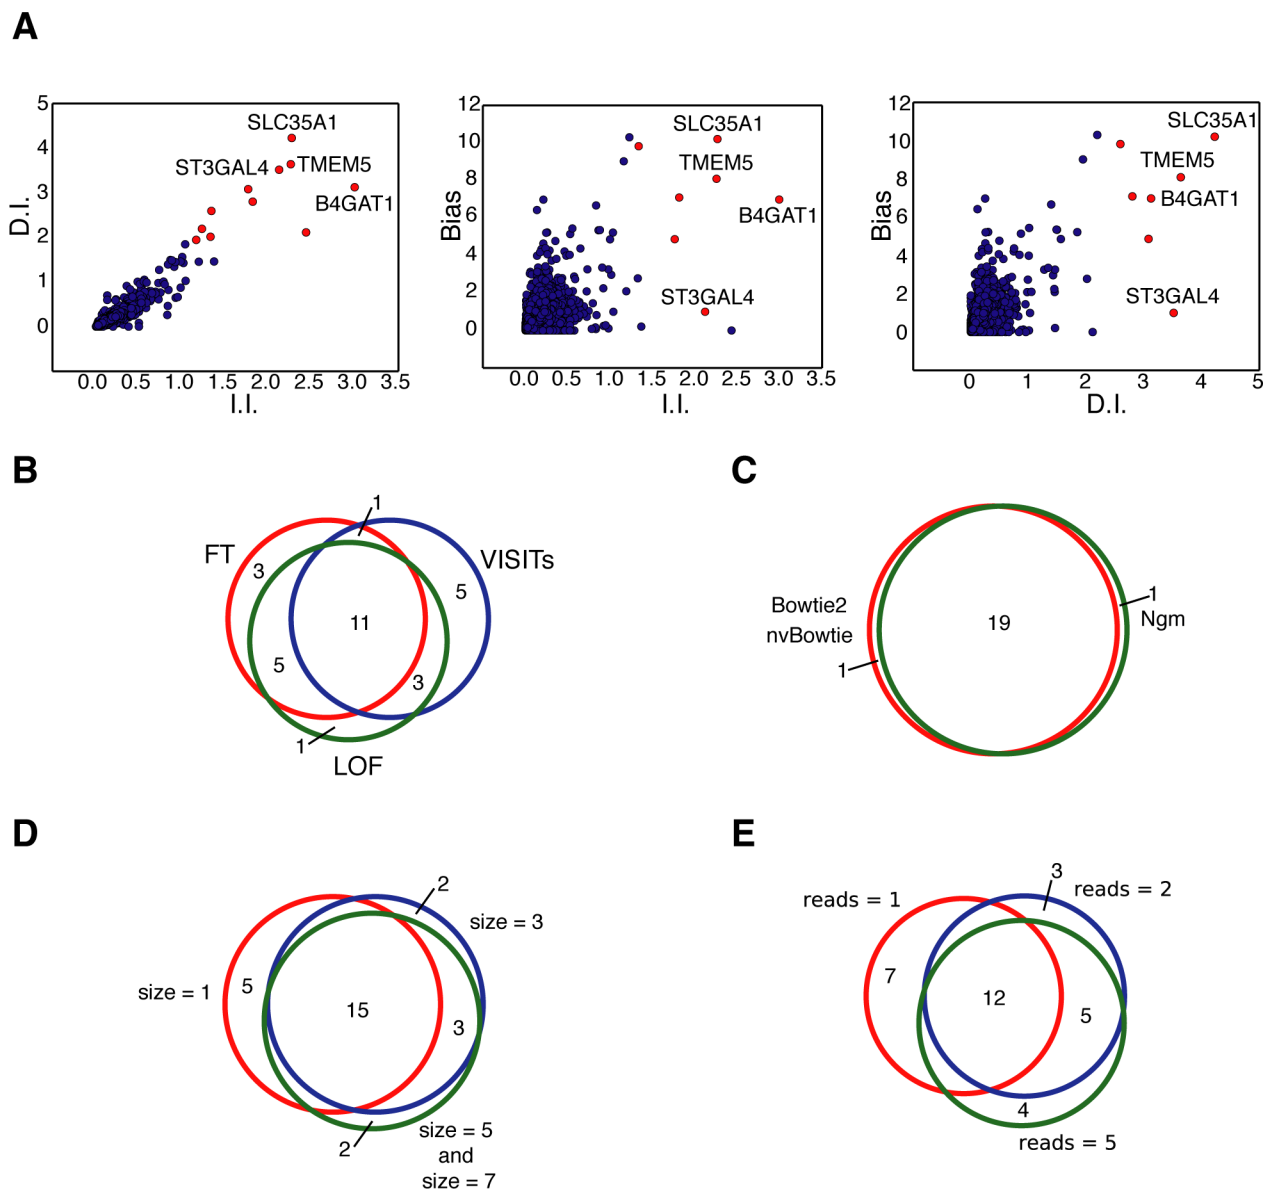 A
5
4
3
2
1
0
D.I.
SLC35A1
ST3GAL4
TMEM5
B4GAT1
0.0 0.5 1.0 1.5 2.0 2.5 3.0 3.5
I.I.
12
10
8
6
4
2
0
Bias
SLC35A1
TMEM5
B4GAT1
ST3GAL4
0.0 0.5 1.0 1.5 2.0 2.5 3.0 3.5
I.I.
12
10
8
6
4
2
0
Bias
SLC35A1
TMEM5
B4GAT1
ST3GAL4
0 1 2 3 4 5
D.I.
B
1
FT
VISITs
3
5
11
5
3
1
LOF
C
Bowtie2
nvBowtie
1
19
1
Ngm
D
2
size = 3
size = 1
5
15
3
2
size = 5
and
size = 7
E
3
reads = 1
reads = 2
7
12
5
4
reads = 5